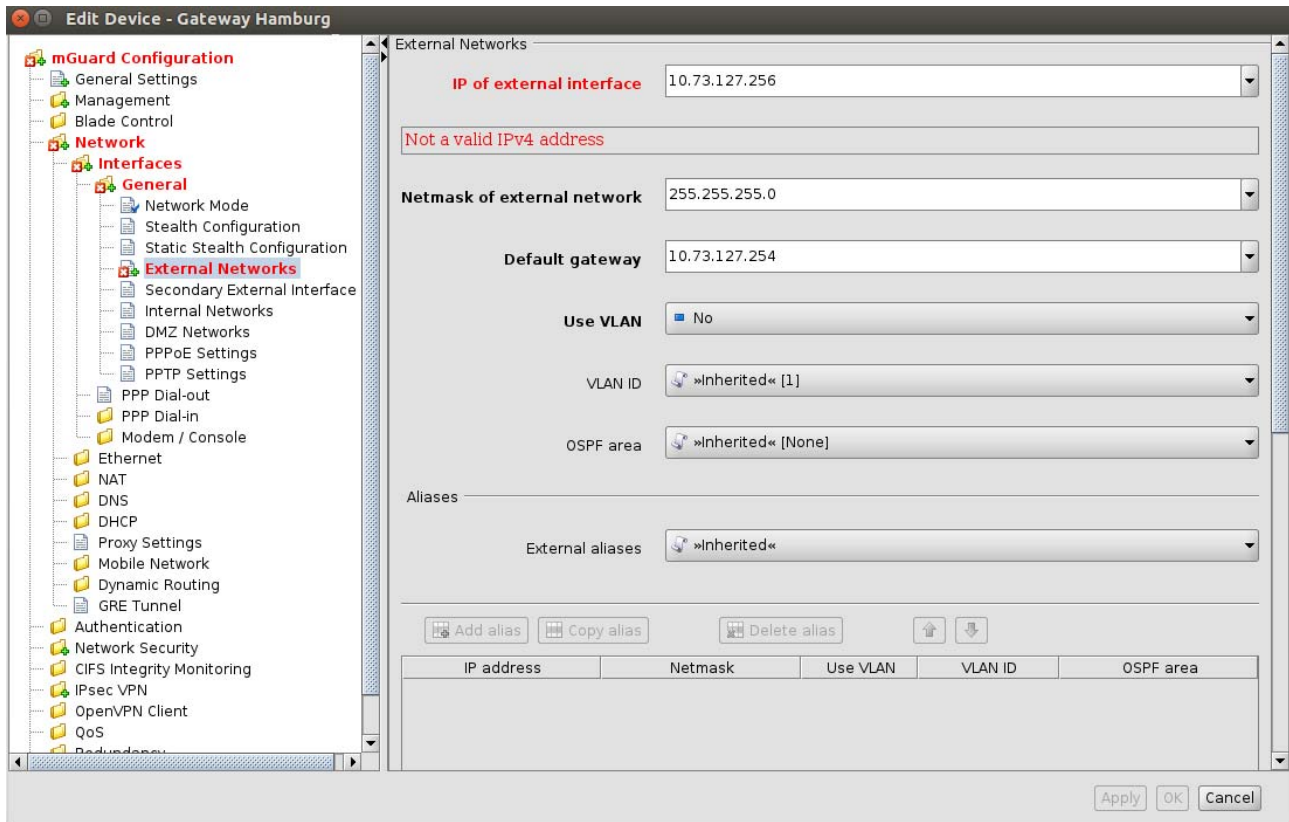 Edit Device - Gateway Hamburg
mGuard Configuration
General Settings
Management
Blade Control
Network
Interfaces
General
Network Mode
Stealth Configuration
Static Stealth Configuration
External Networks
Secondary External Interface
Internal Networks
DMZ Networks
PPPoE Settings
PPTP Settings
PPP Dial-out
PPP Dial-in
Modem / Console
Ethernet
NAT
DNS
DHCP
Proxy Settings
Mobile Network
Dynamic Routing
GRE Tunnel
Authentication
Network Security
CIFS Integrity Monitoring
IPsec VPN
OpenVPN Client
QoS
Redundancy
External Networks
IP of external interface 10.73.127.256
Not a valid IPv4 address
Netmask of external network 255.255.255.0
Default gateway 10.73.127.254
Use VLAN No
VLAN ID »Inherited« [1]
OSPF area »Inherited« [None]
Aliases
External aliases »Inherited«
Add alias Copy alias Delete alias
IP address Netmask Use VLAN VLAN ID OSPF area
Apply OK Cancel